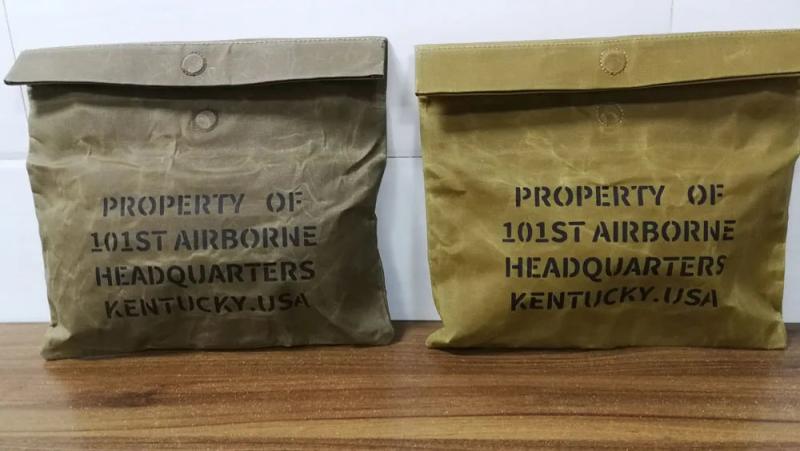 PROPERTY OF
101ST AIRBORNE
HEADQUARTERS
KENTUCKY.USA
PROPERTY OF
101ST AIRBORNE
HEADQUARTERS
KENTUCKY.USA